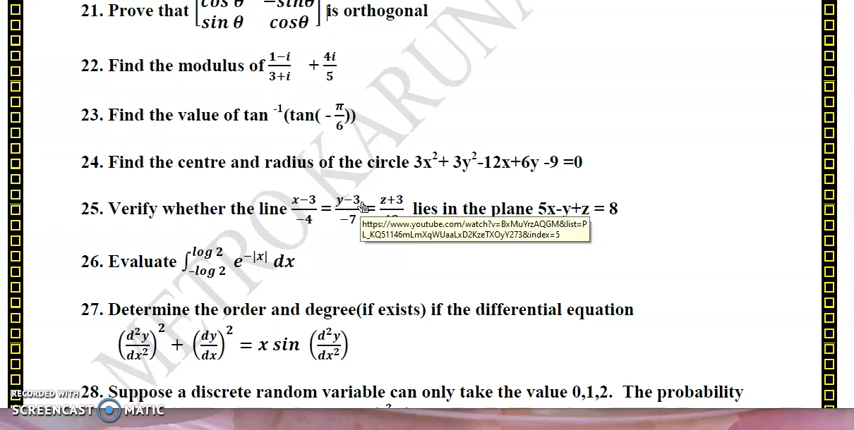 21. Prove that [cos θ −sinθ
sin θ cosθ] is orthogonal
22. Find the modulus of (1−i)/(3+i) + 4i/5
23. Find the value of tan ⁻¹(tan( - π/6))
24. Find the centre and radius of the circle 3x²+ 3y²-12x+6y -9 =0
25. Verify whether the line (x−3)/−4 = (y−3)/−7 = z+3 lies in the plane 5x-y+z = 8
https://www.youtube.com/watch?v=BxMuYrzAQGM&list=P
L_KQ51146mLmXqWUaaLxD2KzeTXOyY273&index=5
26. Evaluate ∫₋log 2^log 2 e^−|x| dx
27. Determine the order and degree(if exists) if the differential equation
(d²y/dx²)² + (dy/dx)² = x sin (d²y/dx²)
28. Suppose a discrete random variable can only take the value 0,1,2. The probability
METRO KARUNA
RECORDED WITH
SCREENCAST MATIC